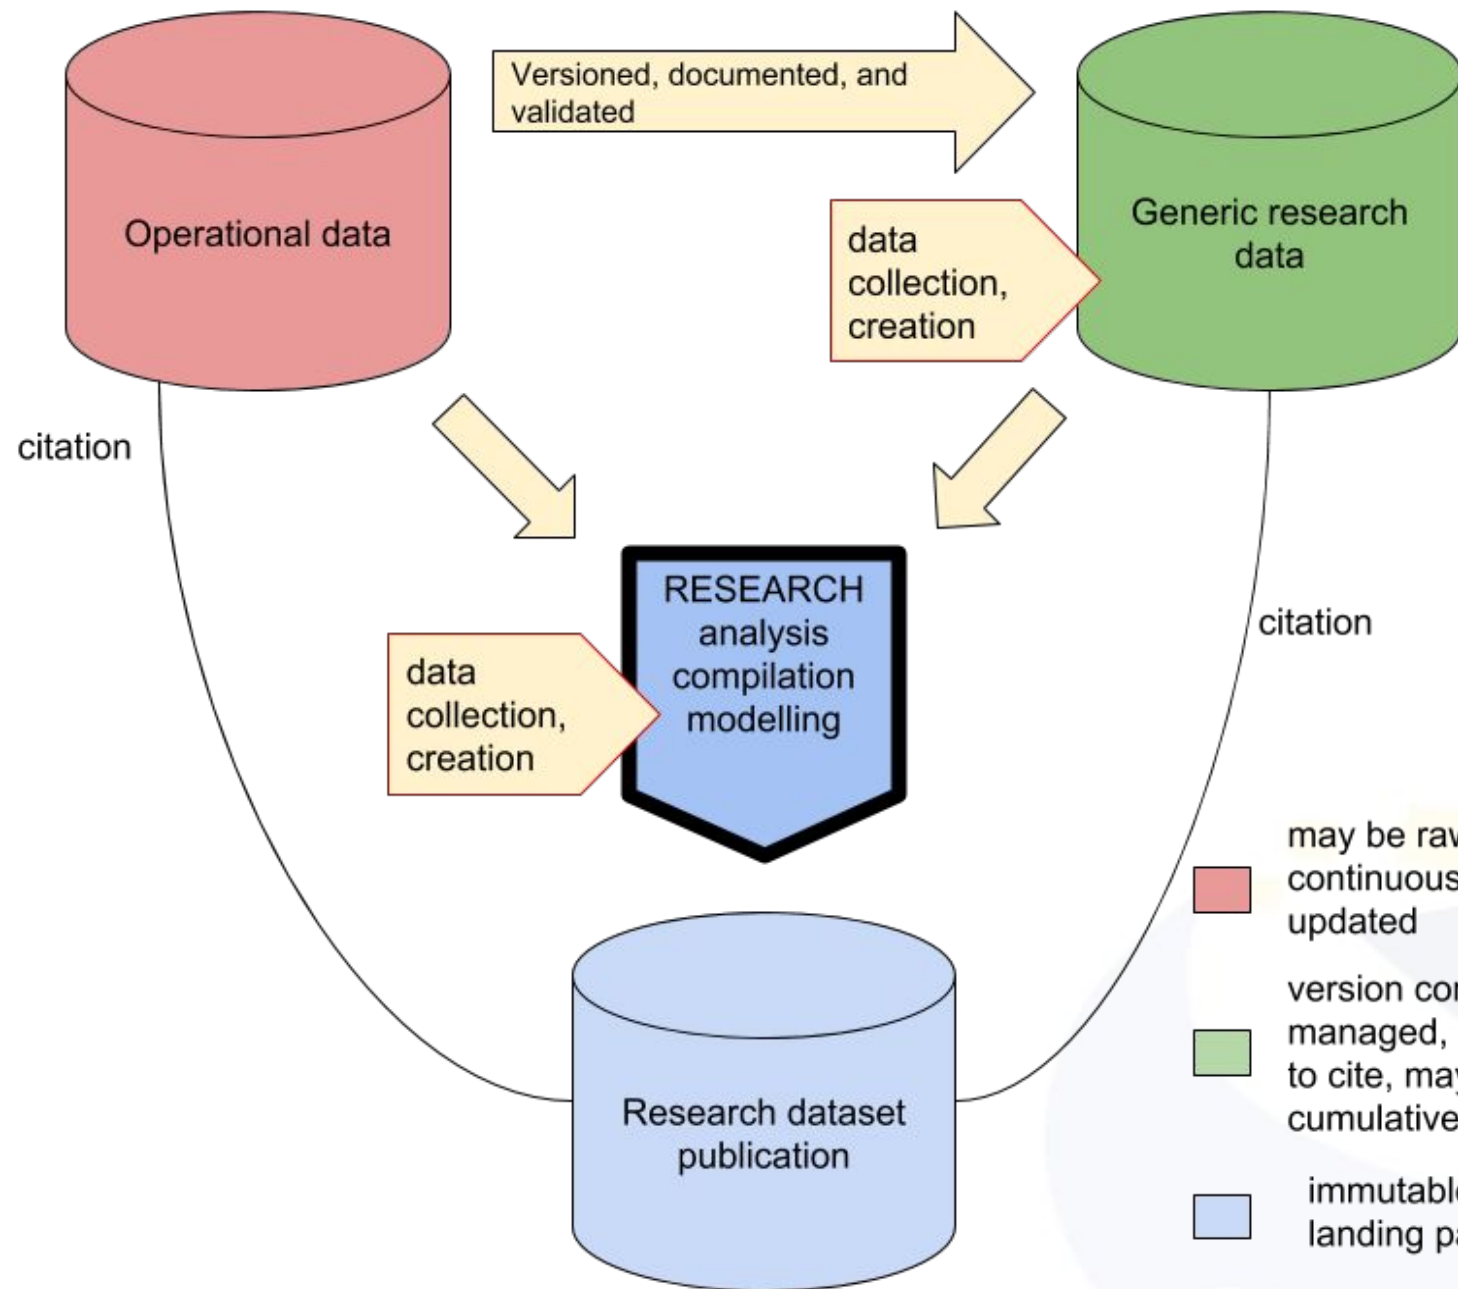 Versioned, documented, and
validated
Operational data
Generic research
data
data
collection,
creation
citation
RESEARCH
analysis
compilation
modelling
citation
data
collection,
creation
may be
continuous
updated
version
managed,
to cite,
cumulative
Research dataset
publication
immutable
landing